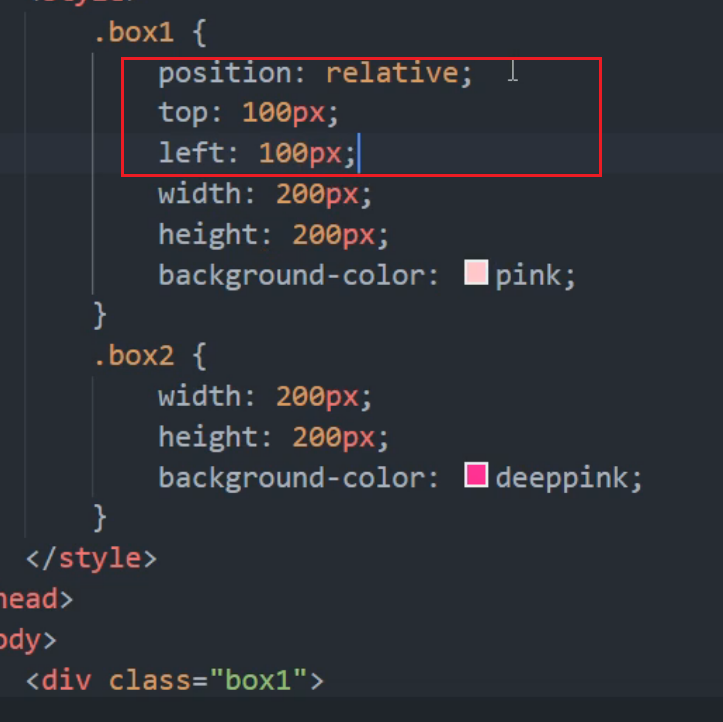 .box1 {
position: relative;
top: 100px;
left: 100px;
width: 200px;
height: 200px;
background-color: pink;
}
.box2 {
width: 200px;
height: 200px;
background-color: deeppink;
}
</style>
head>
ody>
<div class="box1">